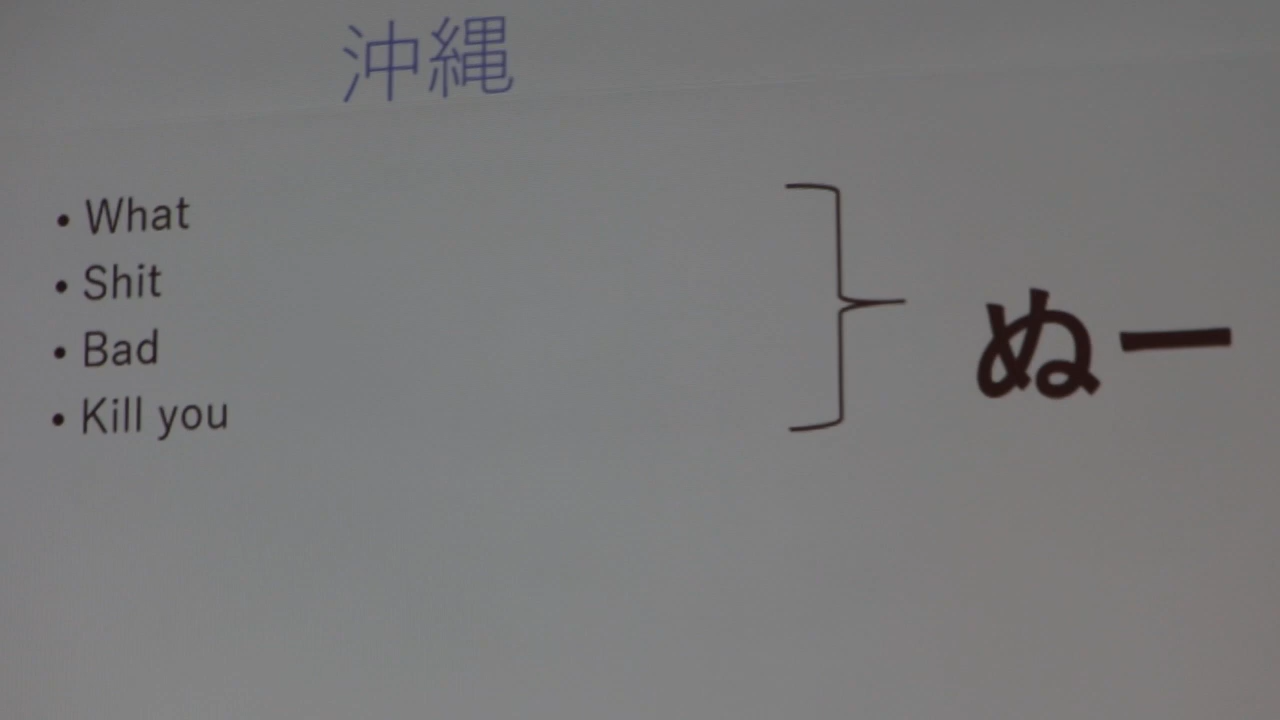 沖縄
• What
• Shit
• Bad
• Kill you
ぬー